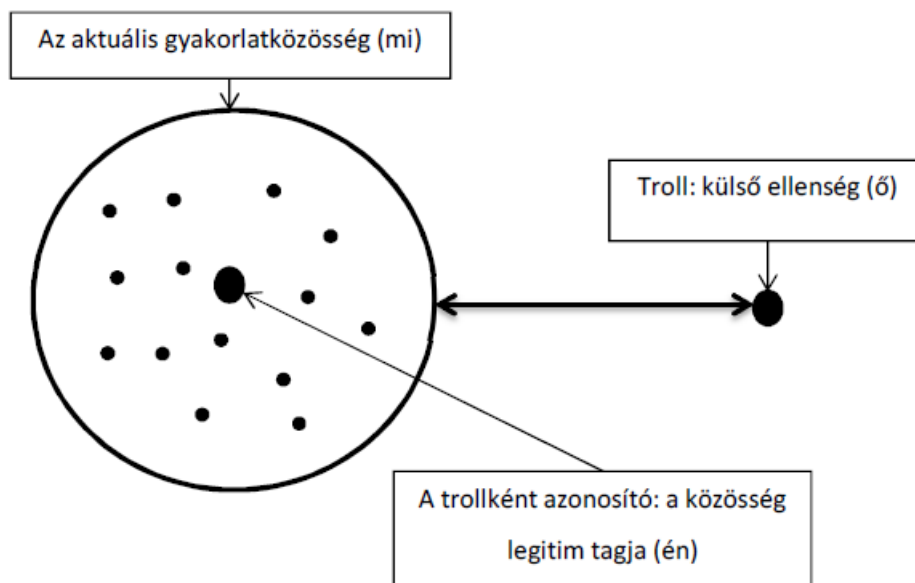 Az aktuális gyakorlatközösség (mi)
Troll: külső ellenség (ő)
A trollként azonosító: a közösség
legitim tagja (én)